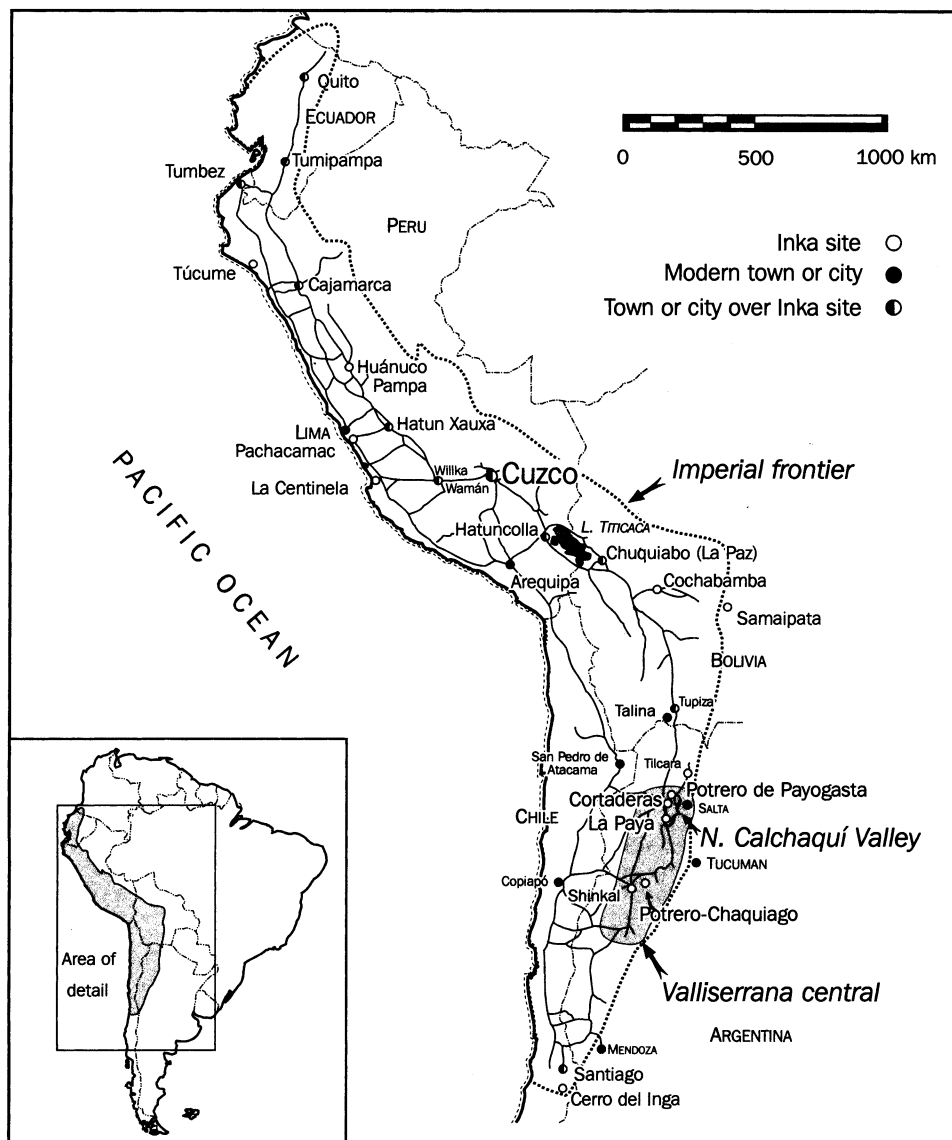 Quito
ECUADOR
0 500 1000 km
Tumipampa
Tumbez
PERU
Inka site
Túcume
Modern town or city
Cajamarca
Town or city over Inka site
Huánuco
Pampa
LIMA
Hatun Xauxa
Pachacamac
PACIFIC OCEAN
Willka
Wamán
Cuzco
Imperial frontier
La Centinela
Hatuncolla
L. TITICACA
Chuquiabo (La Paz)
Arequipa
Cochabamba
Samaipata
BOLIVIA
Talina
Tupiza
San Pedro de
Atacama
Tilcara
Cortaderas
Potrero de Payogasta
SALTA
CHILE
La Paya
N. Calchaquí Valley
TUCUMAN
Copiapó
Shinkal
Potrero-Chaquiago
Area of
detail
Valliserrana central
ARGENTINA
MENDOZA
Santiago
Cerro del Inga